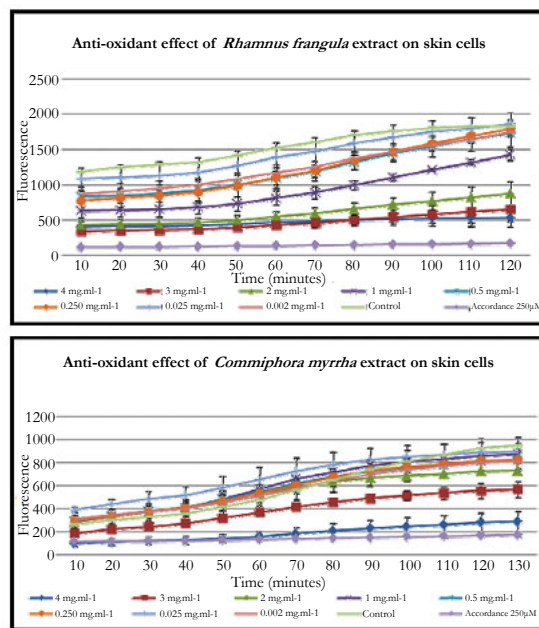 Anti-oxidant effect of Rhamnus frangula extract on skin cells
Fluorescence
2500
2000
1500
1000
500
0
10 20 30 40 50 60 70 80 90 100 110 120
Time (minutes)
4 mg.ml-1 3 mg.ml-1 2 mg.ml-1 1 mg.ml-1 0.5 mg.ml-1
0.250 mg.ml-1 0.025 mg.ml-1 0.002 mg.ml-1 Control Accordance 250µM
Anti-oxidant effect of Commiphora myrrha extract on skin cells
Fluorescence
1200
1000
800
600
400
200
0
10 20 30 40 50 60 70 80 90 100 110 120 130
Time (minutes)
4 mg.ml-1 3 mg.ml-1 2 mg.ml-1 1 mg.ml-1 0.5 mg.ml-1
0.250 mg.ml-1 0.025 mg.ml-1 0.002 mg.ml-1 Control Accordance 250µM